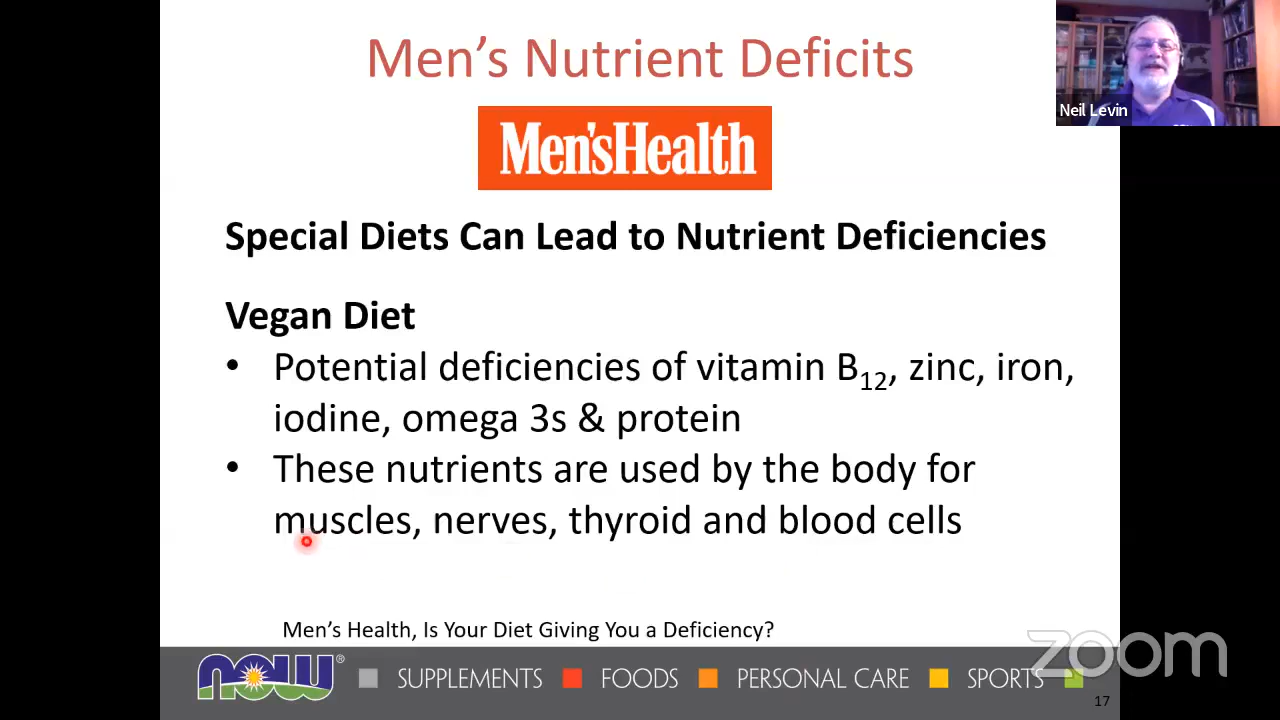 Men's Nutrient Deficits
Neil Levin
Men'sHealth
Special Diets Can Lead to Nutrient Deficiencies
Vegan Diet
• Potential deficiencies of vitamin B12, zinc, iron,
iodine, omega 3s & protein
• These nutrients are used by the body for
muscles, nerves, thyroid and blood cells
Men's Health, Is Your Diet Giving You a Deficiency?
NOW® SUPPLEMENTS FOODS PERSONAL CARE SPORTS
zoom
17